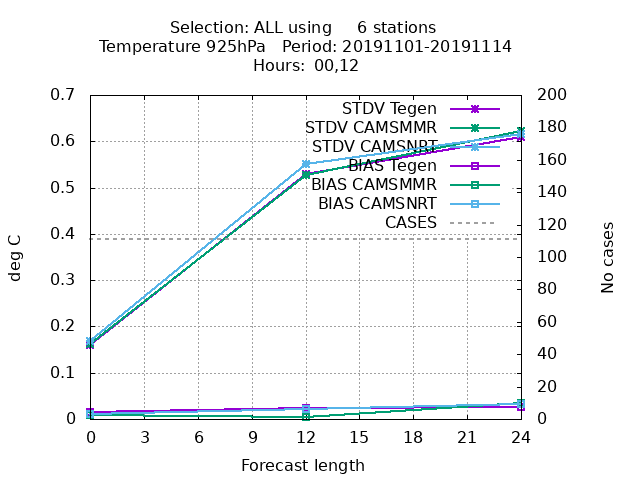 Selection: ALL using     6 stations
Temperature 925hPa   Period: 20191101-20191114
Hours:  00,12
0.7
0.6
0.5
0.4
0.3
0.2
0.1
0
deg C
STDV Tegen
STDV CAMSMMR
STDV CAMSNRT
BIAS Tegen
BIAS CAMSMMR
BIAS CAMSNRT
CASES
200
180
160
140
120
100
80
60
40
20
0
No cases
0 3 6 9 12 15 18 21 24
Forecast length